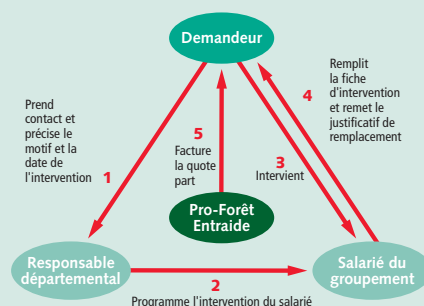 Demandeur
Prend
contact et
précise le
motif et la
date de
l'intervention
1
5
Facture
la quote
part
Remplit
la fiche
d'intervention
et remet le
justificatif de
remplacement
4
3
Intervient
Pro-Forêt
Entraide
Responsable
départemental
2
Programme l'intervention du salarié
Salarié du
groupement